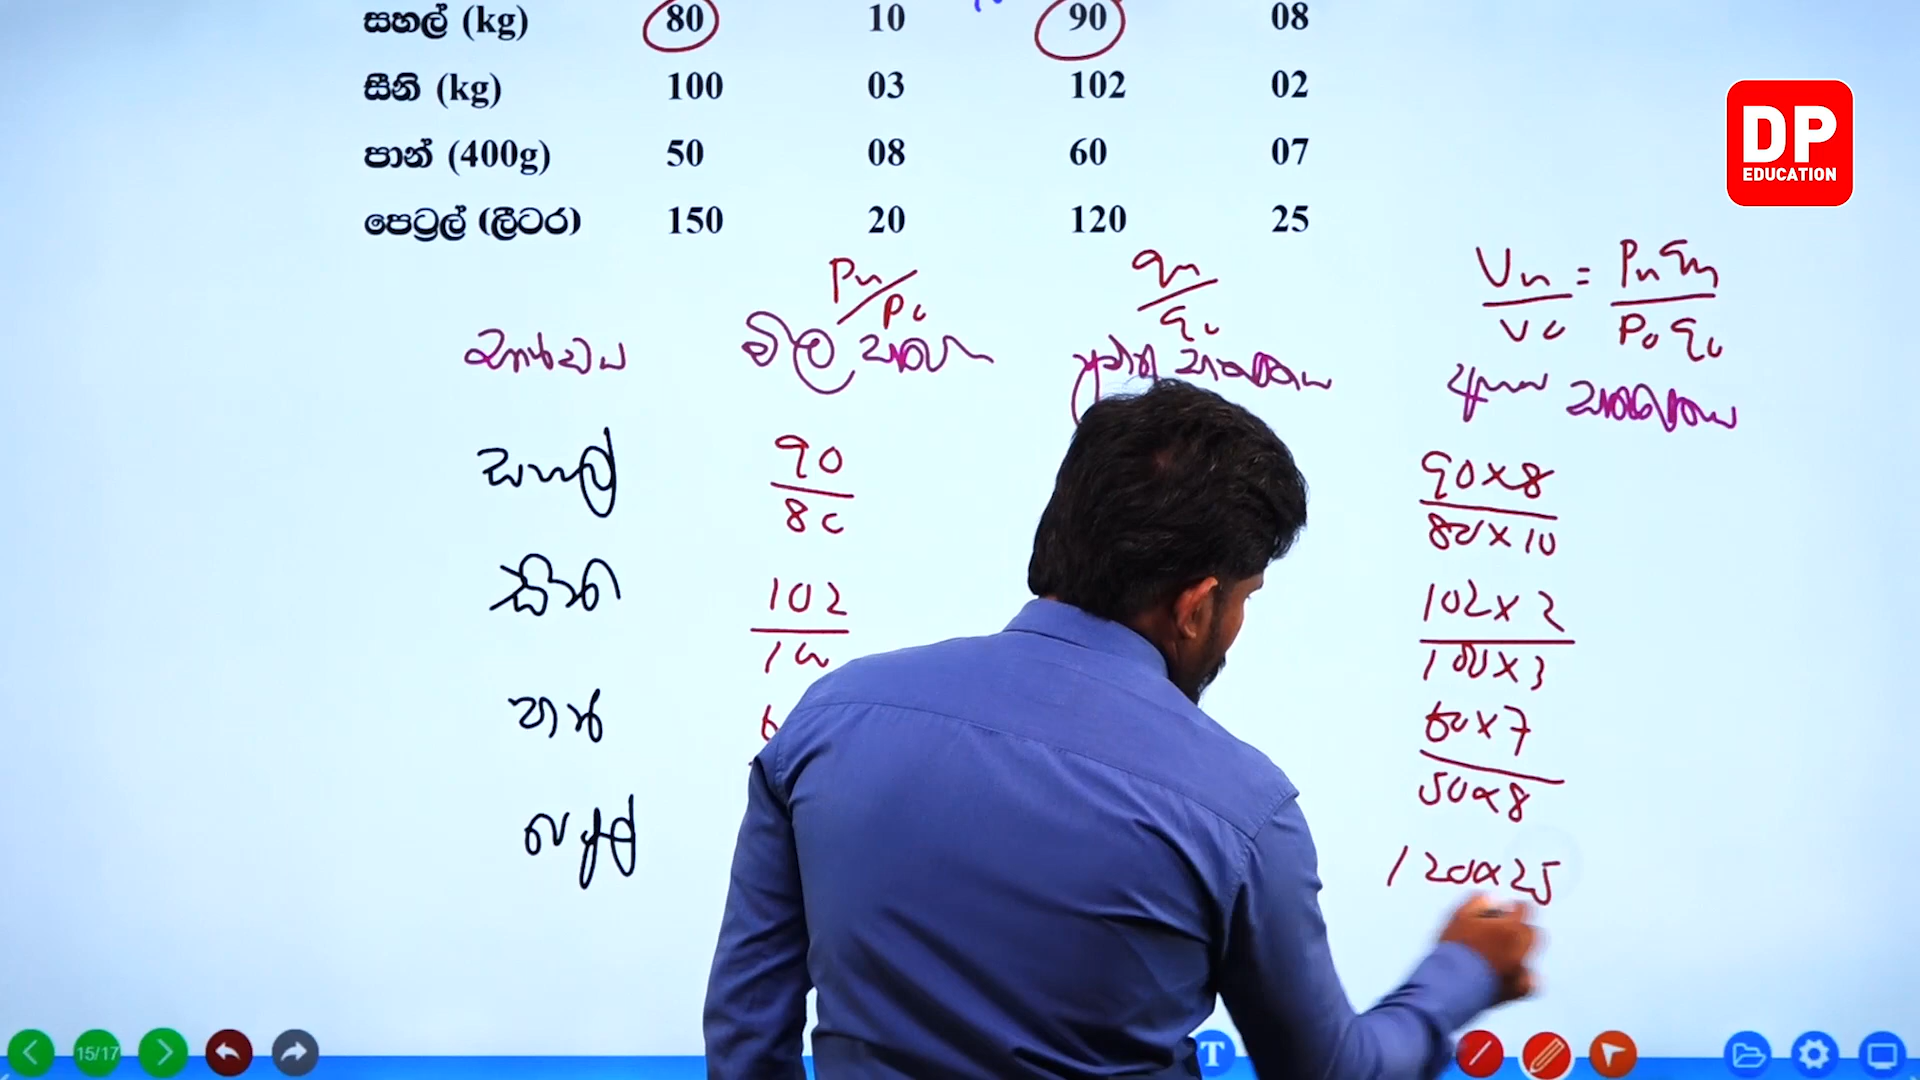 සහල් (kg) 80 10 90 08
සීනි (kg) 100 03 102 02
පාන් (400g) 50 08 60 07
පෙට්‍රල් (ලීටර) 150 20 120 25
DP
EDUCATION
Pn/Po qn/qo Vn/Vo = Pnqn/Poqo
සහල් 90/80 90×8/80×10
සීනි 102/100 102×2/100×3
පාන් 60×7/50×8
120×25
15/17
T